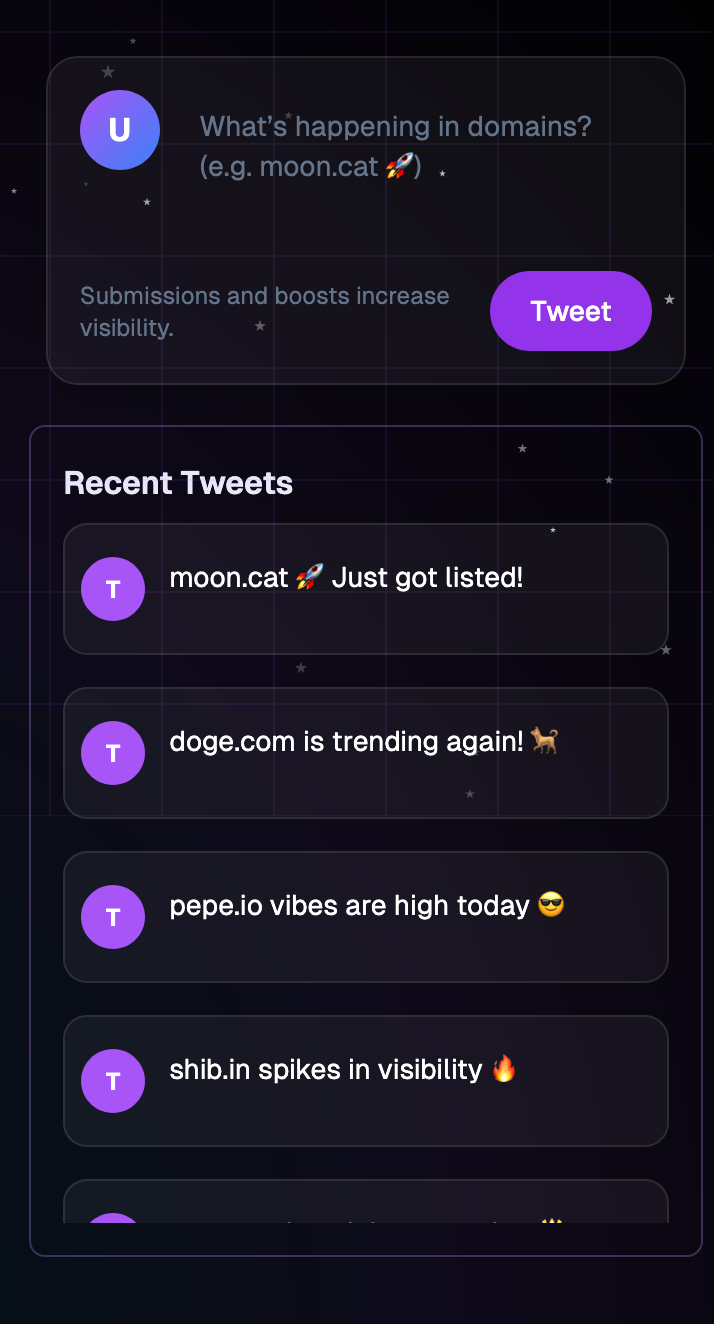 U
What's happening in domains?
(e.g. moon.cat 🚀)
Submissions and boosts increase
visibility.
Tweet
Recent Tweets
T
moon.cat 🚀 Just got listed!
T
doge.com is trending again! 🐕
T
pepe.io vibes are high today 😎
T
shib.in spikes in visibility 🔥